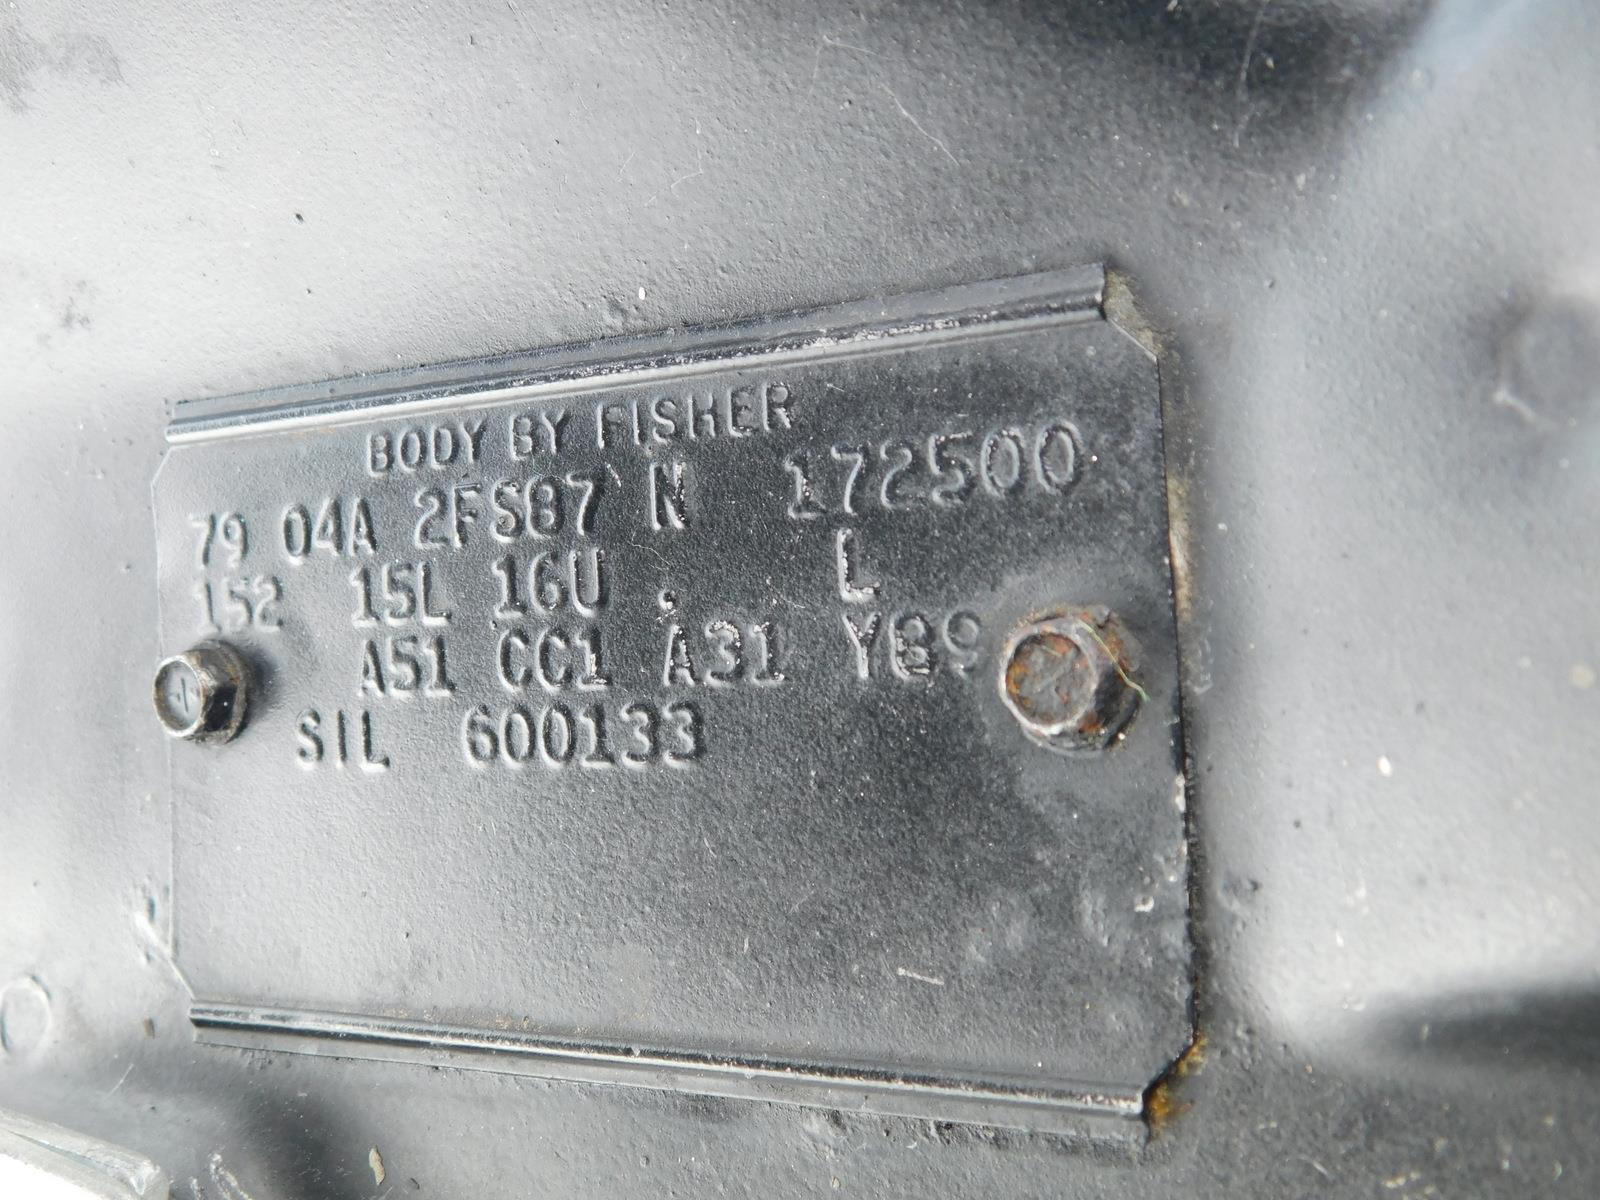 BODY BY FISHER
79 04A 2FS87 N 172500
152 15L 16U . L
A51 CC1 A31 Y89
SIL 600133